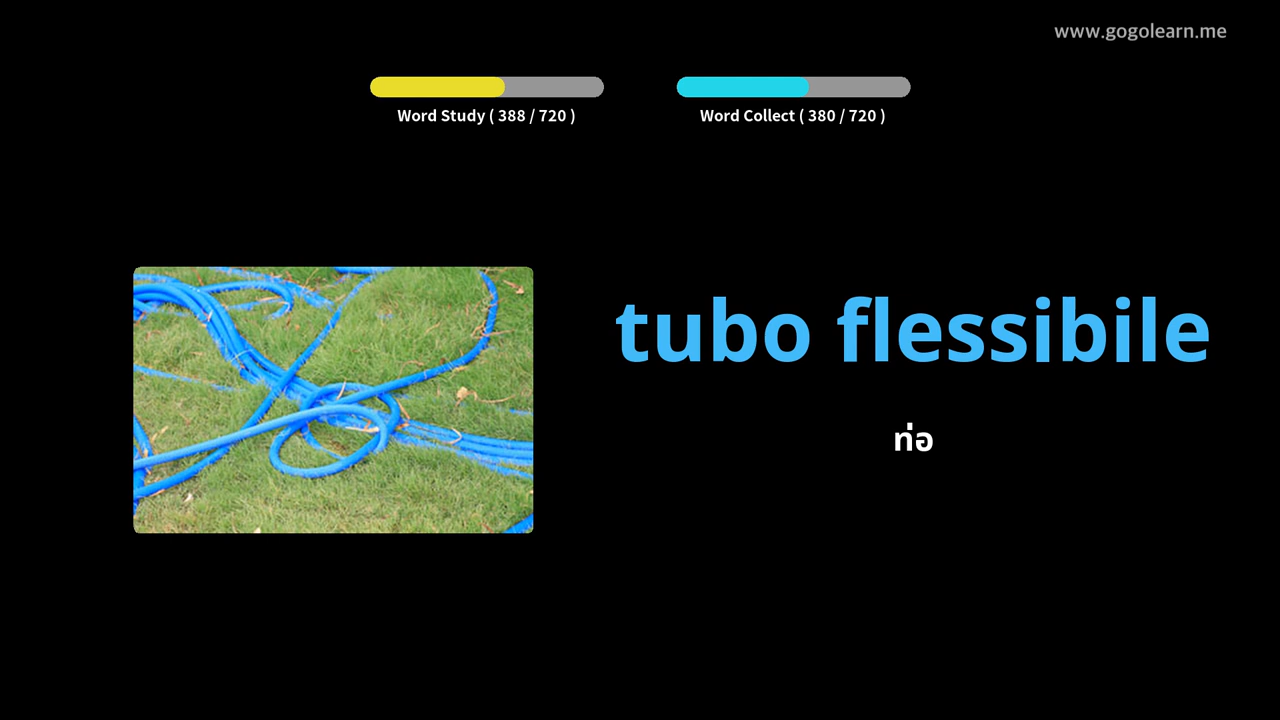 www.gogolearn.me
Word Study ( 388 / 720 )
Word Collect ( 380 / 720 )
tubo flessibile
ท่อ